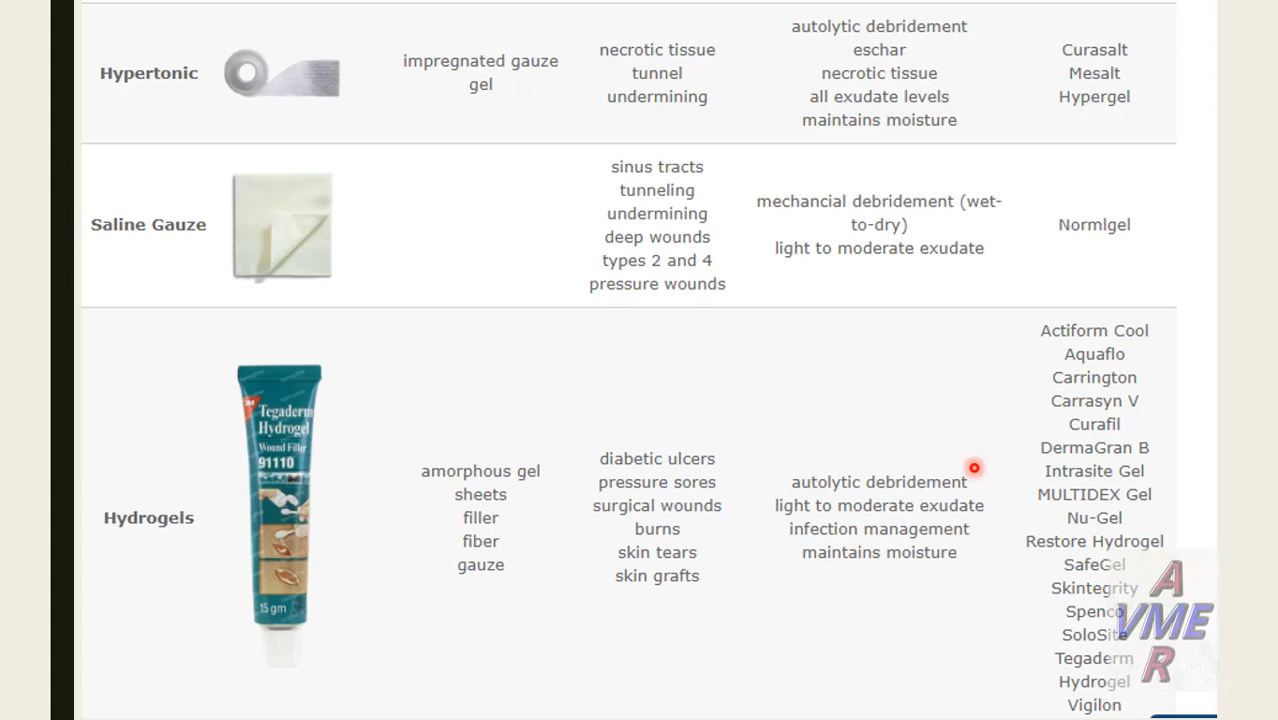 Hypertonic
impregnated gauze
gel
necrotic tissue
tunnel
undermining
autolytic debridement
eschar
necrotic tissue
all exudate levels
maintains moisture
Curasalt
Mesalt
Hypergel
Saline Gauze
sinus tracts
tunneling
undermining
deep wounds
types 2 and 4
pressure wounds
mechancial debridement (wet-
to-dry)
light to moderate exudate
Normlgel
Hydrogels
3M
Tegaderm
Hydrogel
Wound Filler
91110
15 gm
amorphous gel
sheets
filler
fiber
gauze
diabetic ulcers
pressure sores
surgical wounds
burns
skin tears
skin grafts
autolytic debridement
light to moderate exudate
infection management
maintains moisture
Actiform Cool
Aquaflo
Carrington
Carrasyn V
Curafil
DermaGran B
Intrasite Gel
MULTIDEX Gel
Nu-Gel
Restore Hydrogel
SafeGel
Skintegrity
Spenco
SoloSite
Tegaderm
Hydrogel
Vigilon
A
VME
R